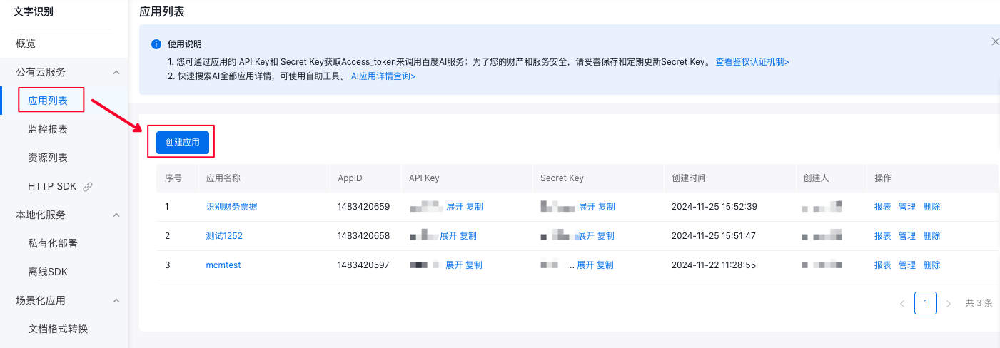 文字识别
概览
公有云服务
应用列表
监控报表
资源列表
HTTP SDK
本地化服务
私有化部署
离线SDK
场景化应用
文档格式转换
应用列表
使用说明
1. 您可通过应用的 API Key和 Secret Key获取Access_token来调用百度AI服务；为了您的财产和服务安全，请妥善保存和定期更新Secret Key。 查看鉴权认证机制>
2. 快速搜索AI全部应用详情，可使用自助工具。 AI应用详情查询>
创建应用
序号 应用名称 AppID API Key Secret Key 创建时间 创建人 操作
1 识别财务票据 1483420659 展开 复制 展开 复制 2024-11-25 15:52:39 报表 管理 删除
2 测试1252 1483420658 展开 复制 展开 复制 2024-11-25 15:51:47 报表 管理 删除
3 mcmtest 1483420597 展开 复制 .. 展开 复制 2024-11-22 11:28:55 报表 管理 删除
1 共 3 条